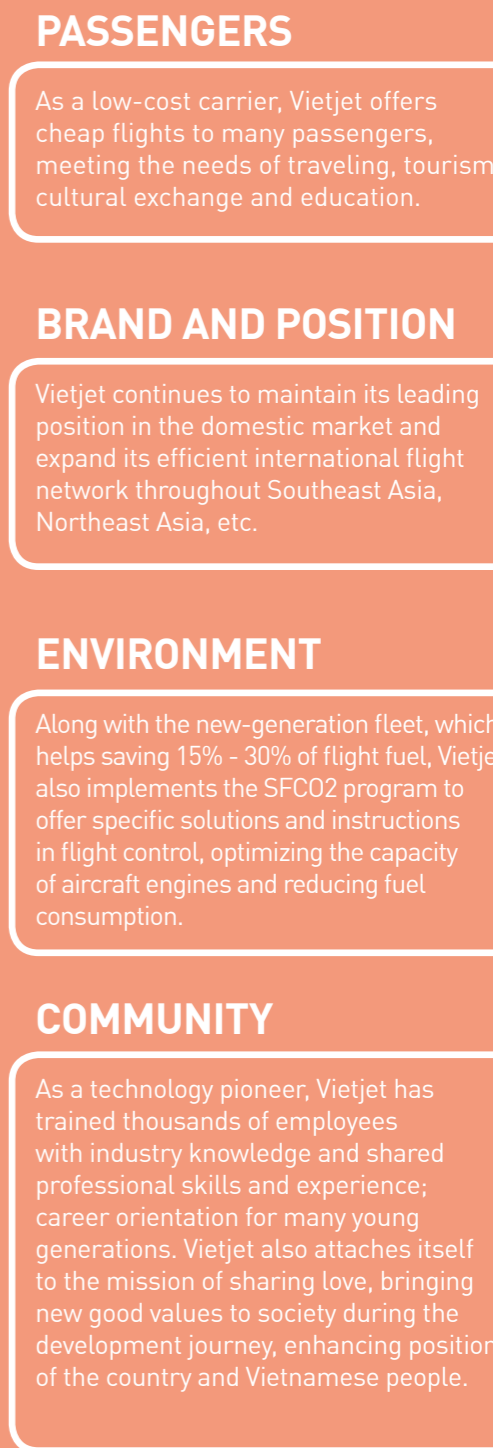 PASSENGERS
As a low-cost carrier, Vietjet offers
cheap flights to many passengers,
meeting the needs of traveling, tourism
cultural exchange and education.
BRAND AND POSITION
Vietjet continues to maintain its leading
position in the domestic market and
expand its efficient international flight
network throughout Southeast Asia,
Northeast Asia, etc.
ENVIRONMENT
Along with the new-generation fleet, which
helps saving 15% - 30% of flight fuel, Vietje
also implements the SFCO2 program to
offer specific solutions and instructions
in flight control, optimizing the capacity
of aircraft engines and reducing fuel
consumption.
COMMUNITY
As a technology pioneer, Vietjet has
trained thousands of employees
with industry knowledge and shared
professional skills and experience;
career orientation for many young
generations. Vietjet also attaches itself
to the mission of sharing love, bringing
new good values to society during the
development journey, enhancing position
of the country and Vietnamese people.